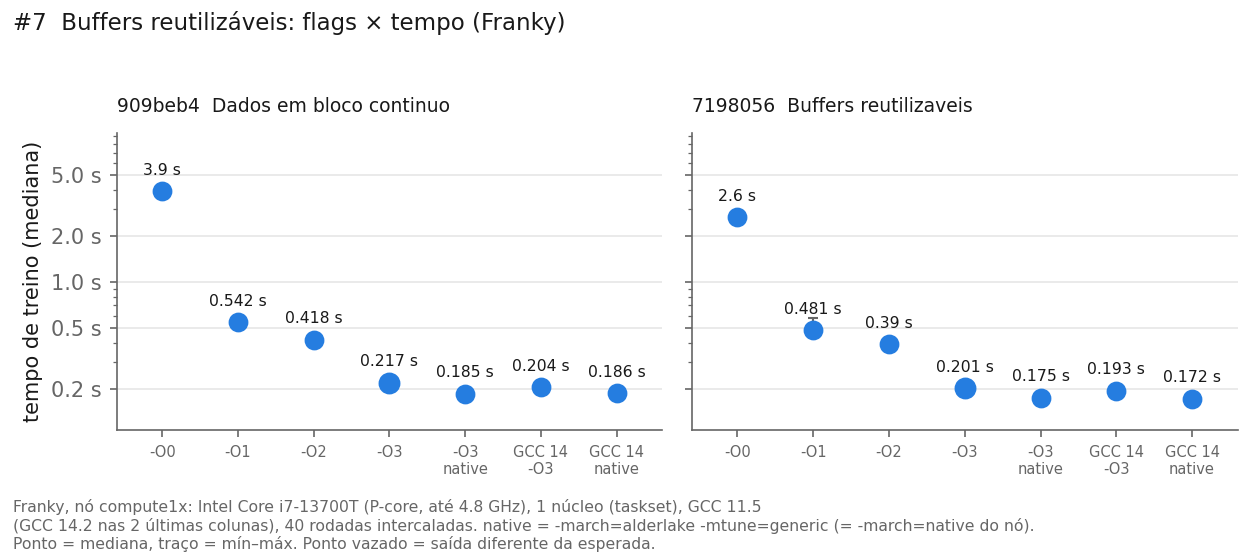 #7  Buffers reutilizáveis: flags × tempo (Franky)
909beb4  Dados em bloco continuo
tempo de treino (mediana)
5.0 s
2.0 s
1.0 s
0.5 s
0.2 s
3.9 s
0.542 s
0.418 s
0.217 s
0.185 s
0.204 s
0.186 s
-O0
-O1
-O2
-O3
-O3
native
GCC 14
-O3
GCC 14
native
7198056  Buffers reutilizaveis
2.6 s
0.481 s
0.39 s
0.201 s
0.175 s
0.193 s
0.172 s
-O0
-O1
-O2
-O3
-O3
native
GCC 14
-O3
GCC 14
native
Franky, nó compute1x: Intel Core i7-13700T (P-core, até 4.8 GHz), 1 núcleo (taskset), GCC 11.5
(GCC 14.2 nas 2 últimas colunas), 40 rodadas intercaladas. native = -march=alderlake -mtune=generic (= -march=native do nó).
Ponto = mediana, traço = mín–máx. Ponto vazado = saída diferente da esperada.